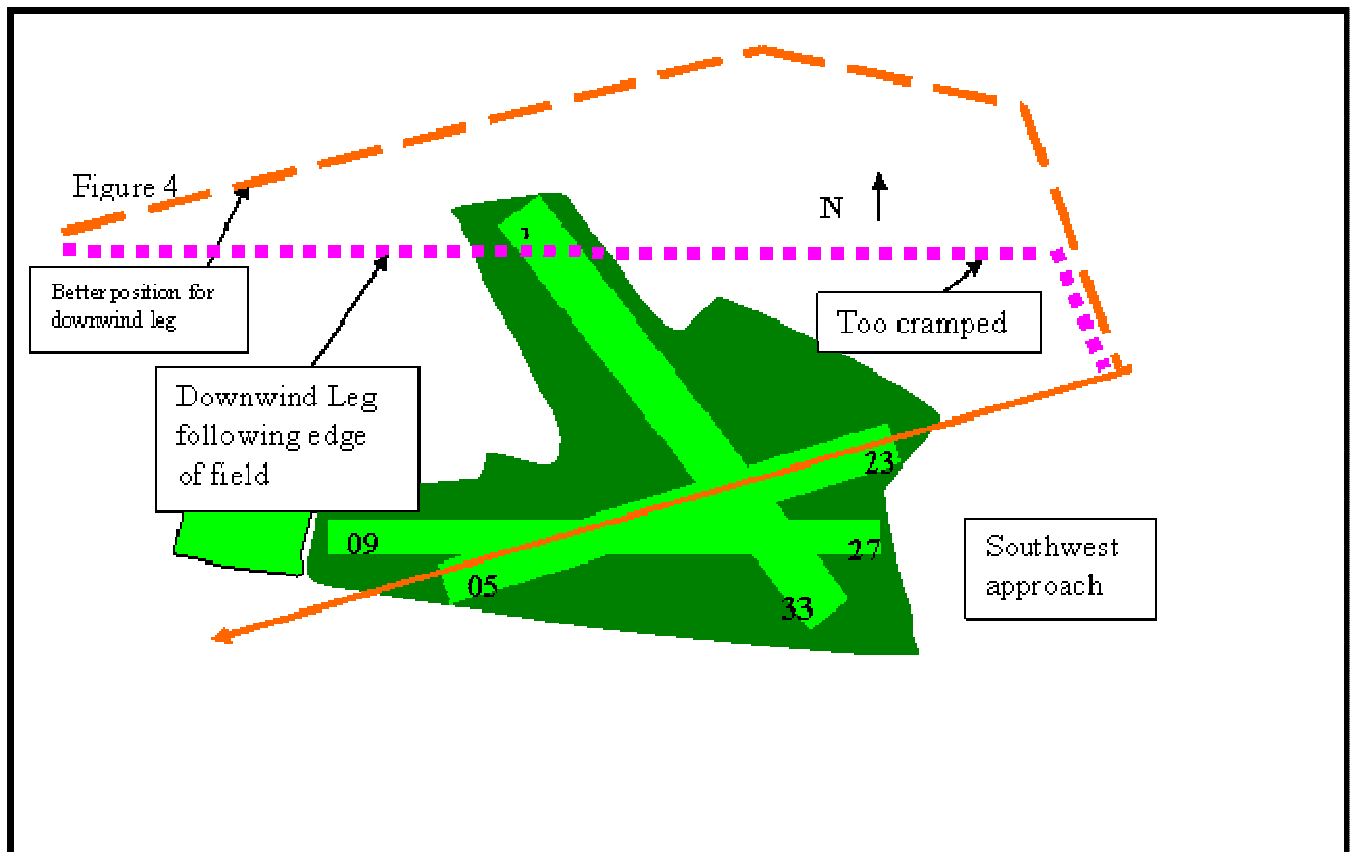 Figure 4
N
Better position for
downwind leg
Too cramped
Downwind Leg
following edge
of field
23
09
27
05
33
Southwest
approach